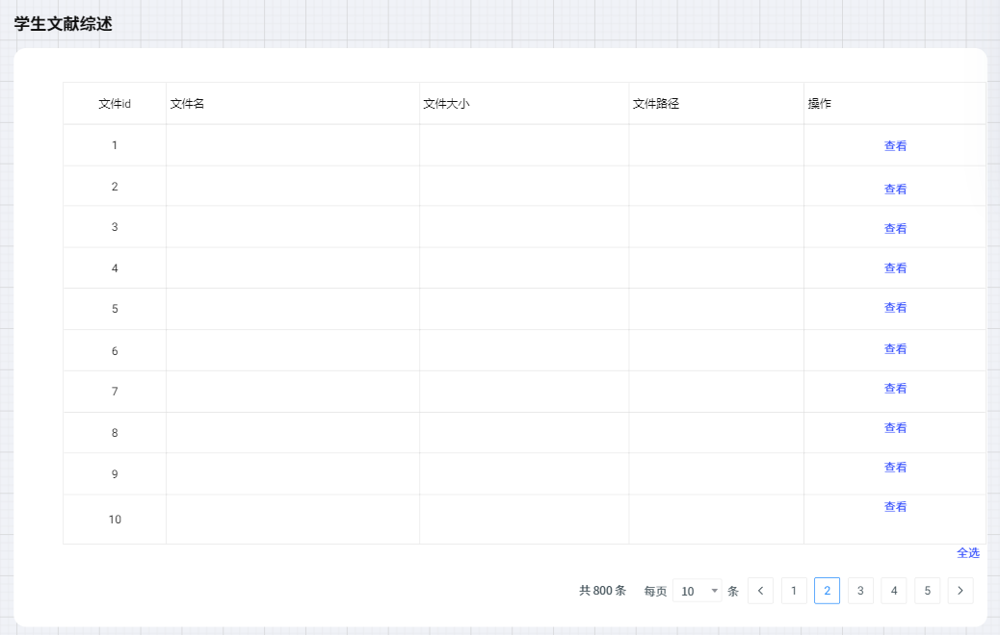 学生文献综述
文件id 文件名 文件大小 文件路径 操作
1 查看
2 查看
3 查看
4 查看
5 查看
6 查看
7 查看
8 查看
9 查看
10 查看
全选
共 800 条 每页 10 条 1 2 3 4 5